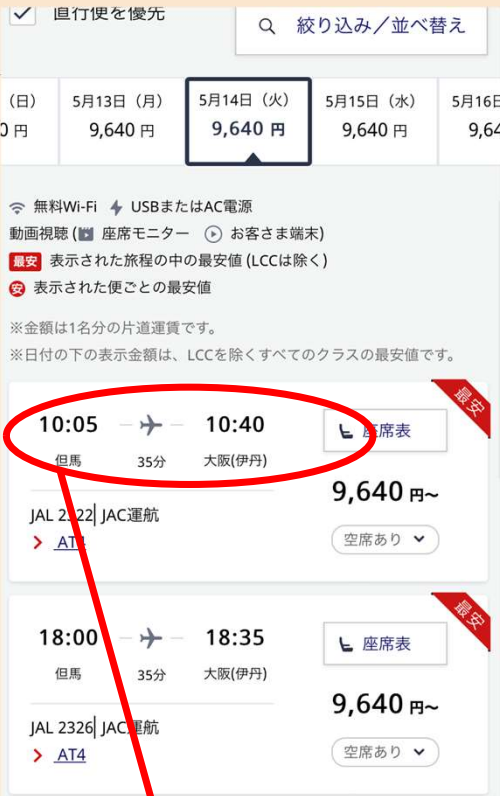 直行便を優先
絞り込み／並べ替え
(日) 5月13日（月） 5月14日（火） 5月15日（水） 5月16日
0 円 9,640 円 9,640 円 9,640 円 9,64
無料Wi-Fi USBまたはAC電源
動画視聴 ( 座席モニター お客さま端末)
最安 表示された旅程の中の最安値 (LCCは除く)
安 表示された便ごとの最安値
※金額は1名分の片道運賃です。
※日付の下の表示金額は、LCCを除くすべてのクラスの最安値です。
最安
10:05 10:40 座席表
但馬 35分 大阪(伊丹)
9,640 円~
JAL 2322| JAC運航
空席あり
AT4
最安
18:00 18:35 座席表
但馬 35分 大阪(伊丹)
9,640 円~
JAL 2326| JAC運航
空席あり
AT4